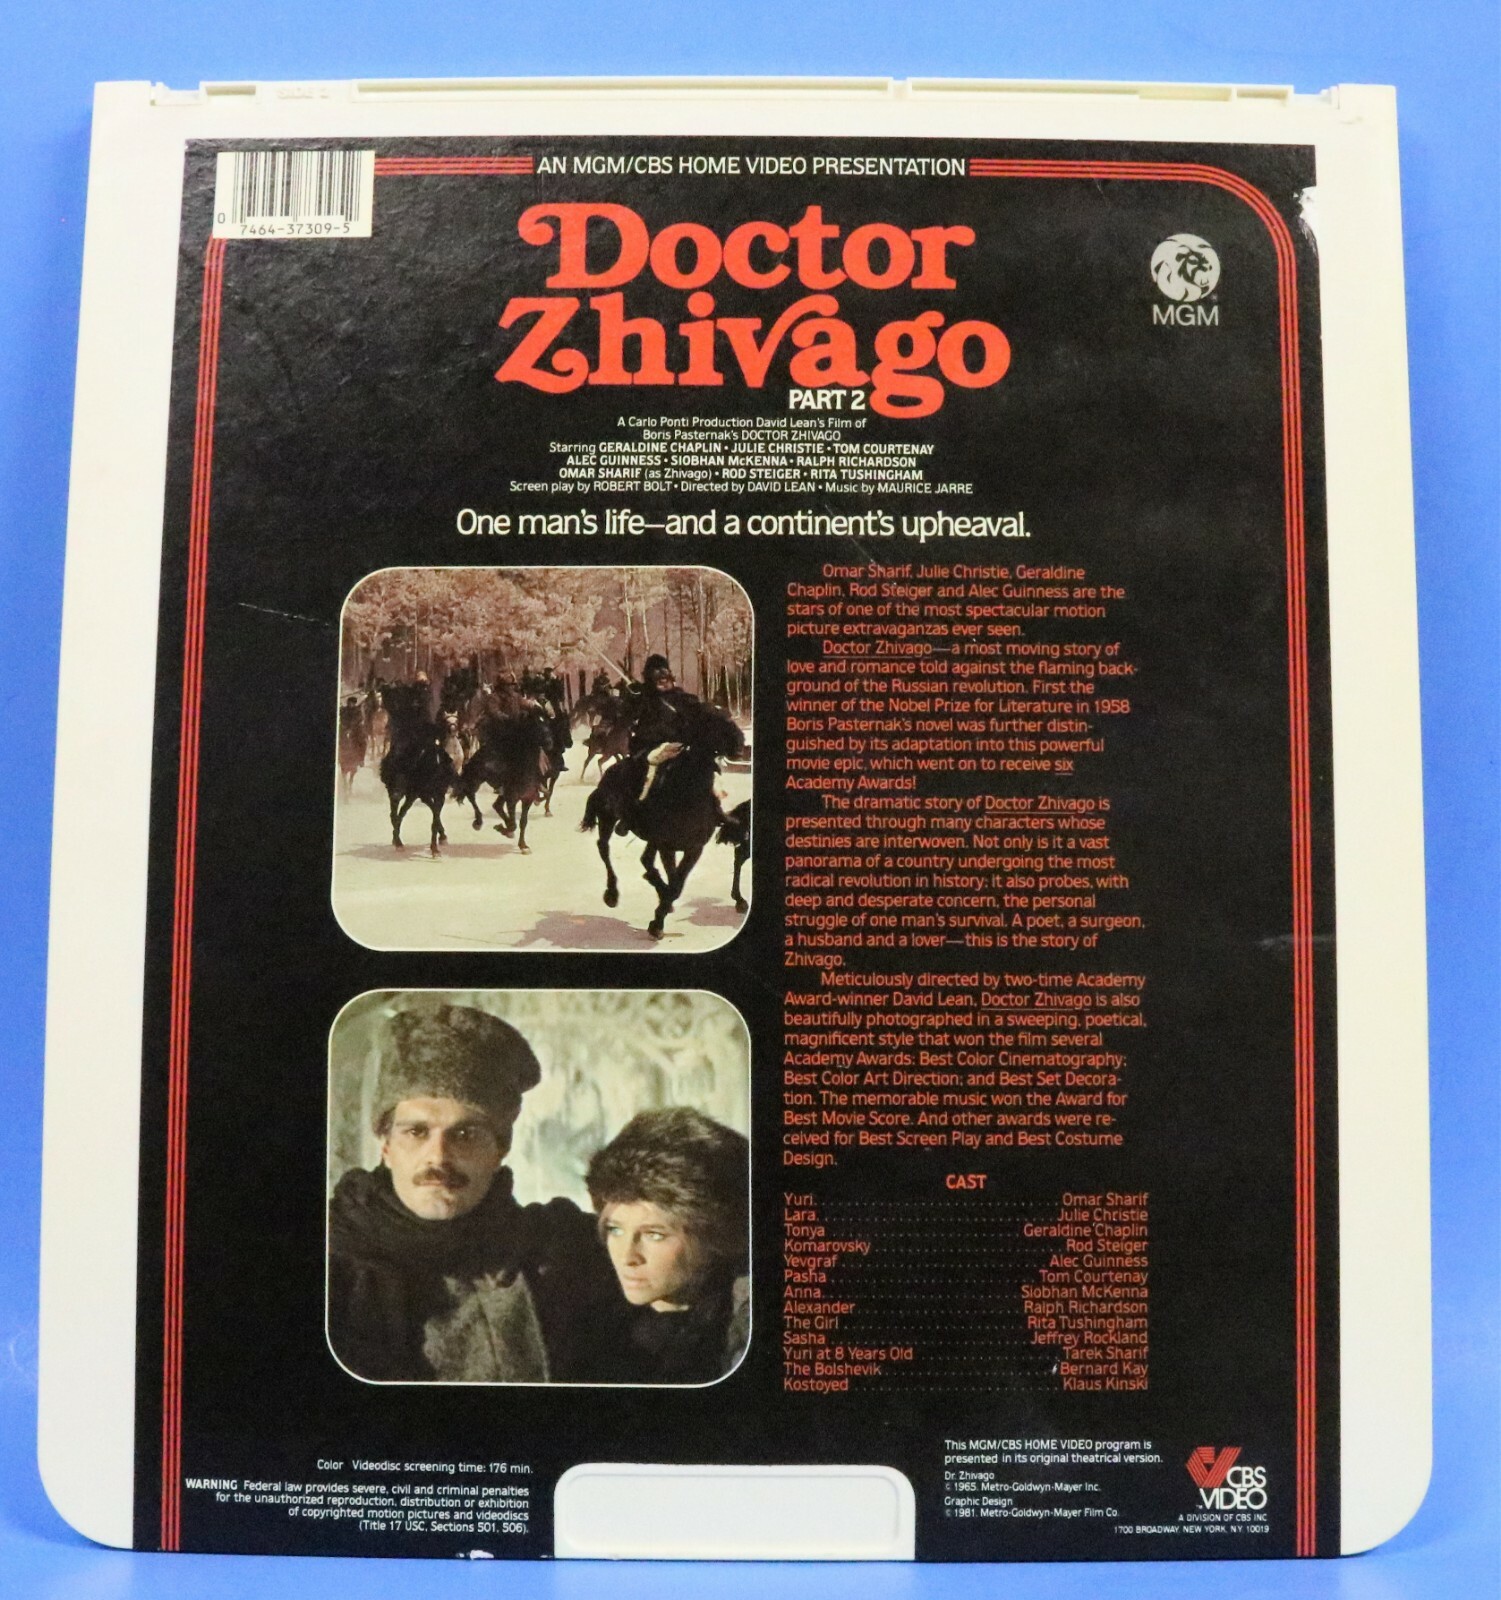 SIDE 2
AN MGM/CBS HOME VIDEO PRESENTATION
0 7464-37309-5
Doctor
Zhivago
PART 2
MGM
A Carlo Ponti Production David Lean's Film of
Boris Pasternak's DOCTOR ZHIVAGO
Starring GERALDINE CHAPLIN • JULIE CHRISTIE • TOM COURTENAY
ALEC GUINNESS • SIOBHAN McKENNA • RALPH RICHARDSON
OMAR SHARIF (as Zhivago) • ROD STEIGER • RITA TUSHINGHAM
Screen play by ROBERT BOLT • Directed by DAVID LEAN • Music by MAURICE JARRE
One man's life—and a continent's upheaval.
Omar Sharif, Julie Christie, Geraldine
Chaplin, Rod Steiger and Alec Guinness are the
stars of one of the most spectacular motion
picture extravaganzas ever seen.
Doctor Zhivago—a most moving story of
love and romance told against the flaming back-
ground of the Russian revolution. First the
winner of the Nobel Prize for Literature in 1958
Boris Pasternak's novel was further distin-
guished by its adaptation into this powerful
movie epic, which went on to receive six
Academy Awards!
The dramatic story of Doctor Zhivago is
presented through many characters whose
destinies are interwoven. Not only is it a vast
panorama of a country undergoing the most
radical revolution in history; it also probes, with
deep and desperate concern, the personal
struggle of one man's survival. A poet, a surgeon,
a husband and a lover—this is the story of
Zhivago.
Meticulously directed by two-time Academy
Award-winner David Lean, Doctor Zhivago is also
beautifully photographed in a sweeping, poetical,
magnificent style that won the film several
Academy Awards: Best Color Cinematography;
Best Color Art Direction; and Best Set Decora-
tion. The memorable music won the Award for
Best Movie Score. And other awards were re-
ceived for Best Screen Play and Best Costume
Design.
CAST
Yuri Omar Sharif
Lara Julie Christie
Tonya Geraldine Chaplin
Komarovsky Rod Steiger
Yevgraf Alec Guinness
Pasha Tom Courtenay
Anna Siobhan McKenna
Alexander Ralph Richardson
The Girl Rita Tushingham
Sasha Jeffrey Rockland
Yuri at 8 Years Old Tarek Sharif
The Bolshevik Bernard Kay
Kostoyed Klaus Kinski
Color Videodisc screening time: 176 min.
WARNING Federal law provides severe, civil and criminal penalties
for the unauthorized reproduction, distribution or exhibition
of copyrighted motion pictures and videodiscs
(Title 17 USC, Sections 501, 506).
This MGM/CBS HOME VIDEO program is
presented in its original theatrical version.
Dr. Zhivago
© 1965. Metro-Goldwyn-Mayer Inc.
Graphic Design
© 1981. Metro-Goldwyn-Mayer Film Co.
CBS
VIDEO
A DIVISION OF CBS INC
1700 BROADWAY, NEW YORK, N.Y. 10019